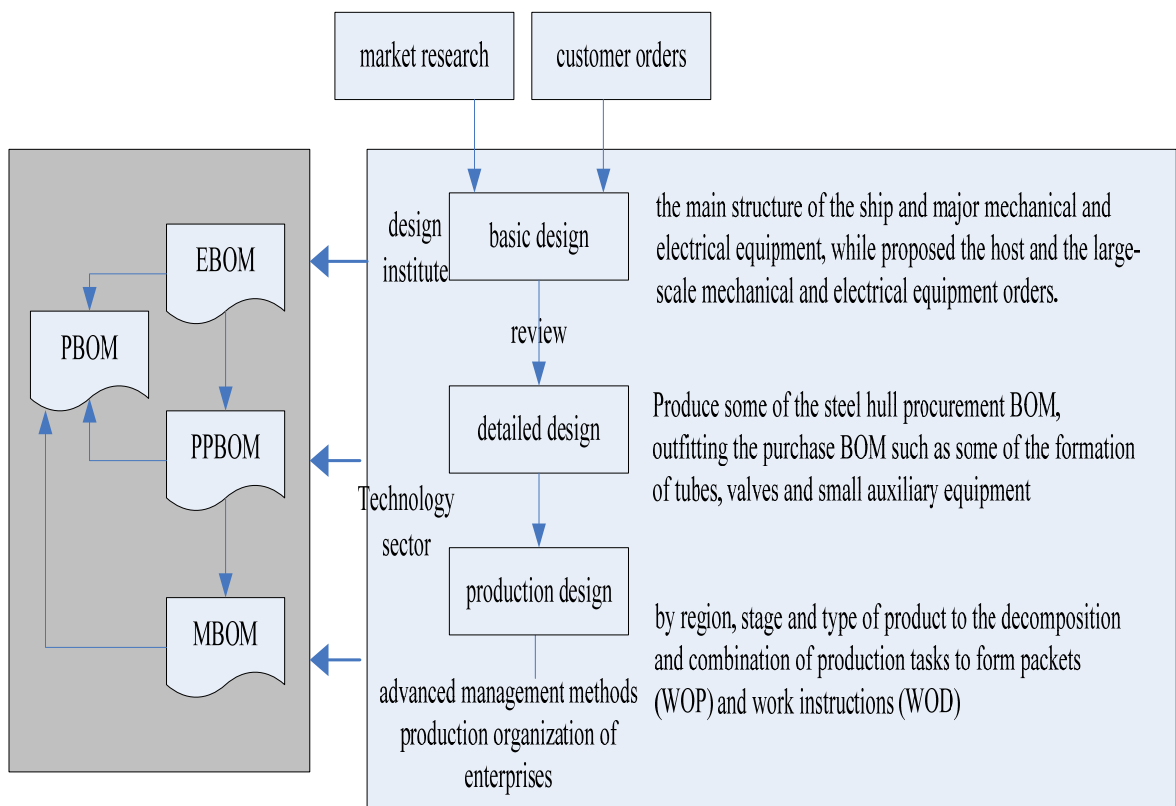 market research
customer orders
design
institute
basic design
the main structure of the ship and major mechanical and
electrical equipment, while proposed the host and the large-
scale mechanical and electrical equipment orders.
EBOM
review
PBOM
detailed design
Produce some of the steel hull procurement BOM,
outfitting the purchase BOM such as some of the formation
of tubes, valves and small auxiliary equipment
PPBOM
Technology
sector
production design
MBOM
by region, stage and type of product to the decomposition
and combination of production tasks to form packets
(WOP) and work instructions (WOD)
advanced management methods
production organization of
enterprises